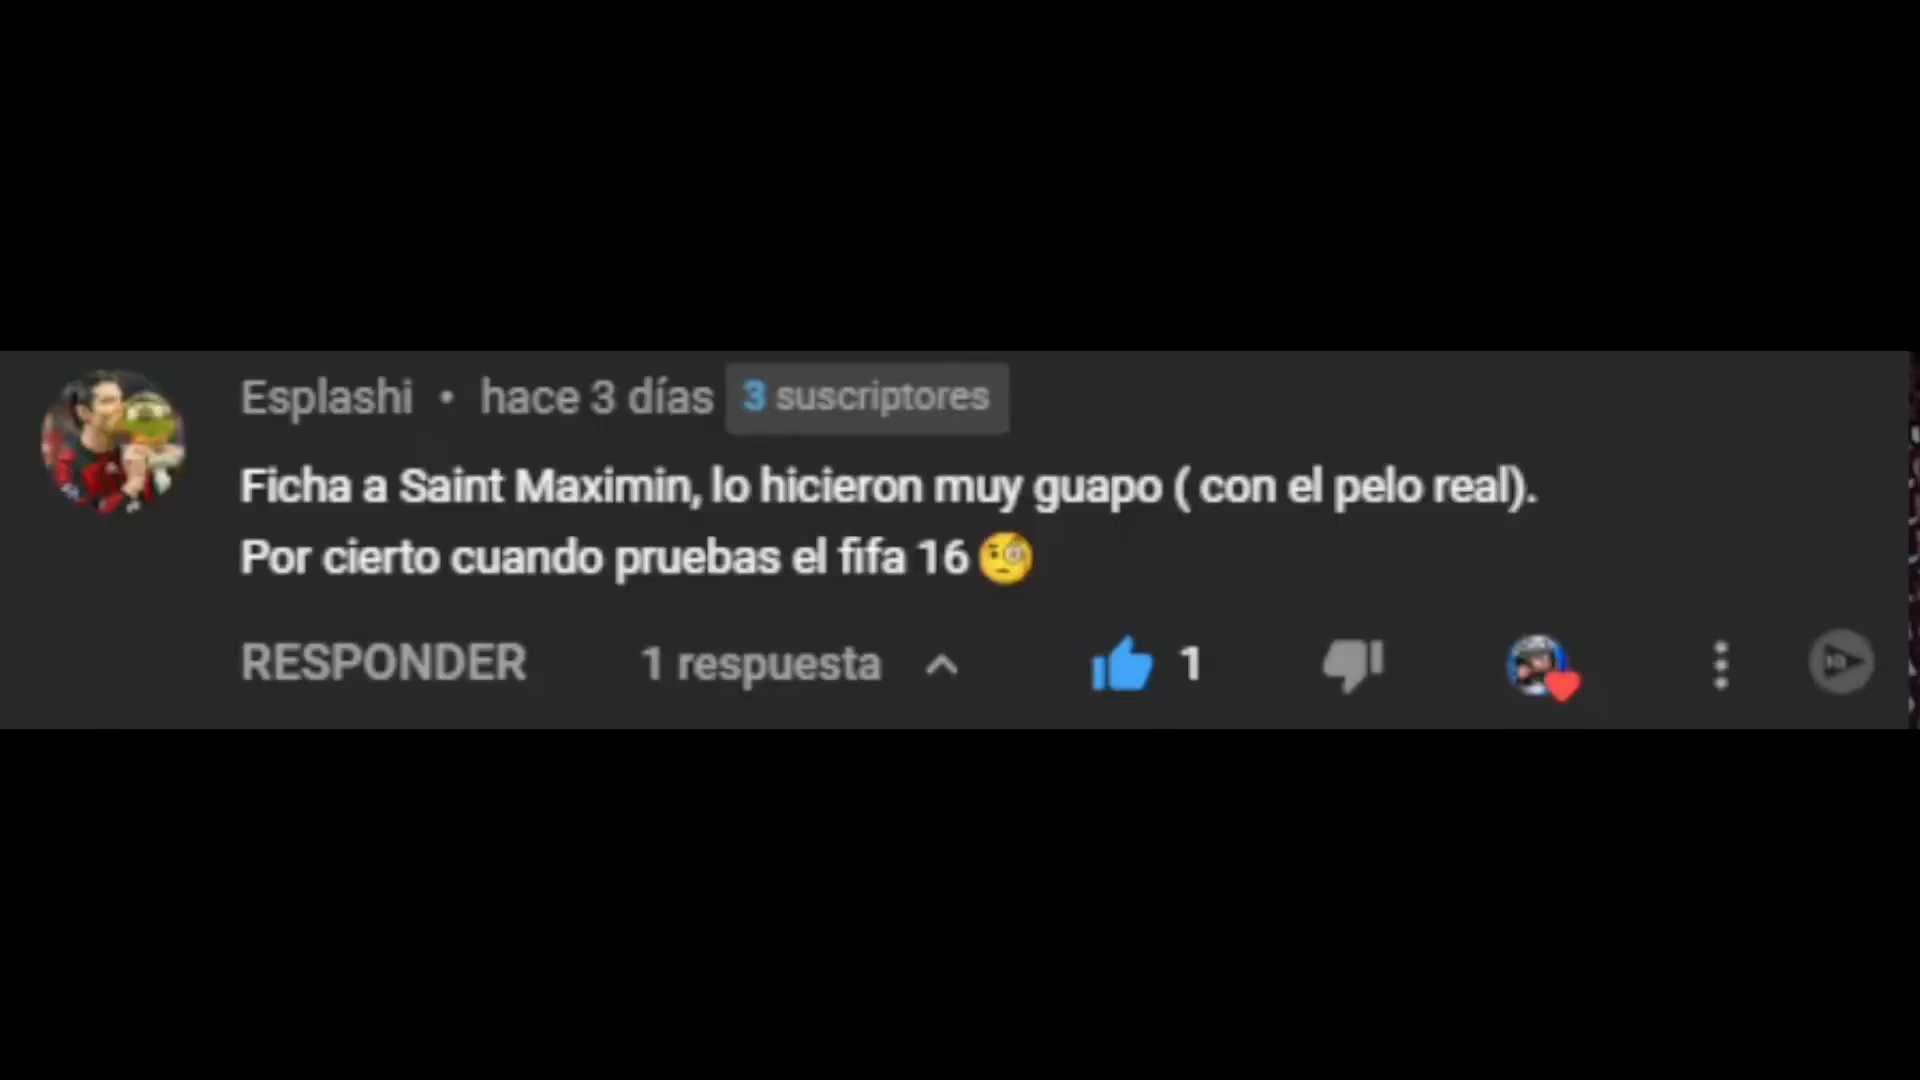 Esplashi • hace 3 días 3 suscriptores
Ficha a Saint Maximin, lo hicieron muy guapo ( con el pelo real).
Por cierto cuando pruebas el fifa 16 🧐
RESPONDER 1 respuesta 1